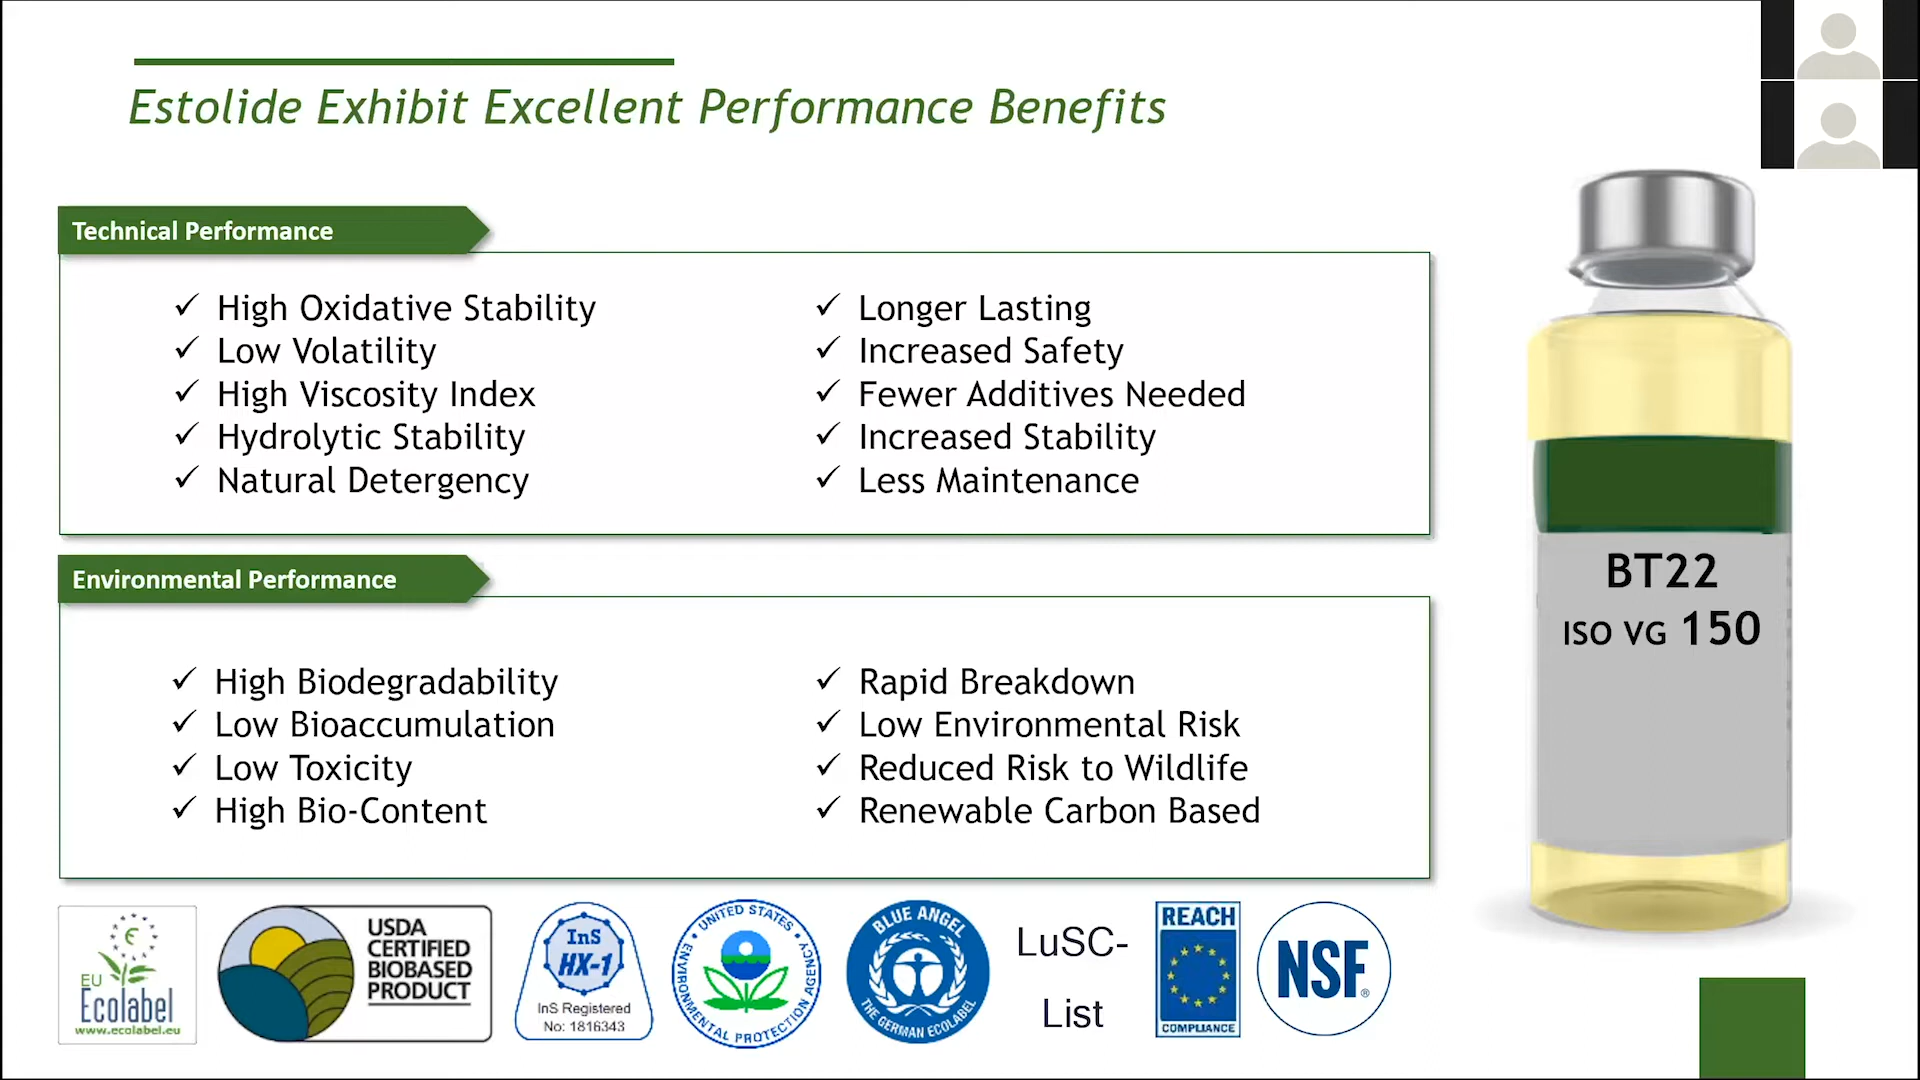 Estolide Exhibit Excellent Performance Benefits
Technical Performance
✓ High Oxidative Stability
✓ Low Volatility
✓ High Viscosity Index
✓ Hydrolytic Stability
✓ Natural Detergency
✓ Longer Lasting
✓ Increased Safety
✓ Fewer Additives Needed
✓ Increased Stability
✓ Less Maintenance
Environmental Performance
✓ High Biodegradability
✓ Low Bioaccumulation
✓ Low Toxicity
✓ High Bio-Content
✓ Rapid Breakdown
✓ Low Environmental Risk
✓ Reduced Risk to Wildlife
✓ Renewable Carbon Based
BT22
ISO VG 150
EU
Ecolabel
www.ecolabel.eu
USDA
CERTIFIED
BIOBASED
PRODUCT
InS
HX-1
InS Registered
No: 1816343
UNITED STATES
ENVIRONMENTAL PROTECTION AGENCY
BLUE ANGEL
THE GERMAN ECOLABEL
LuSC-
List
REACH
COMPLIANCE
NSF®